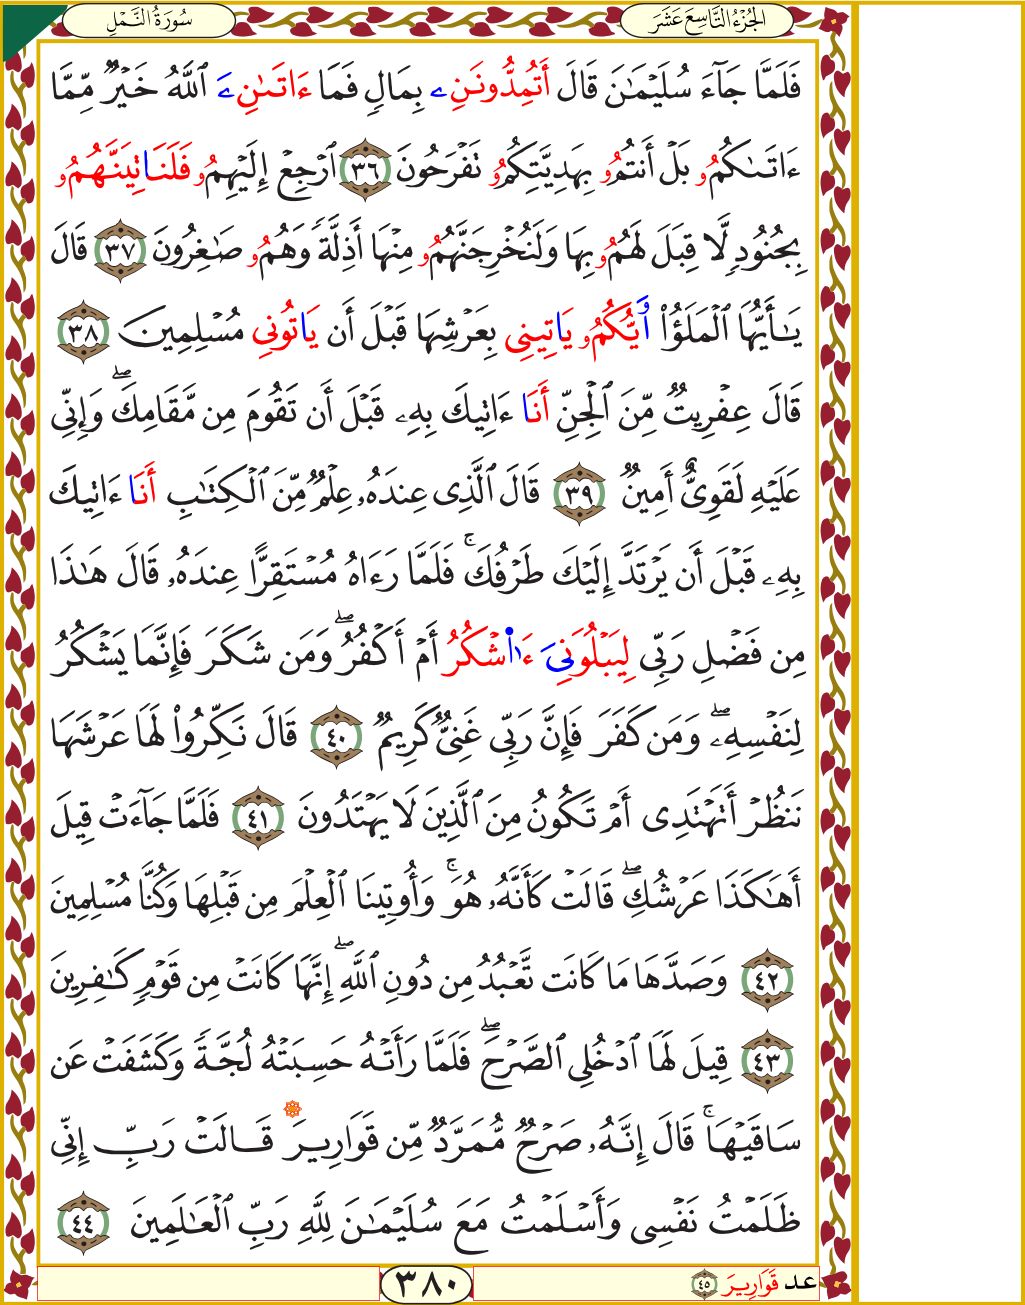 الجُزْءُ التَّاسِعَ عَشَرَ
سُورَةُ النَّمْلِ
فَلَمَّا جَآءَ سُلَيْمَٰنَ قَالَ أَتُمِدُّونَنِۦ بِمَالٍ فَمَا ءَاتَىٰنِۦَ ٱللَّهُ خَيْرٌ مِّمَّا
ءَاتَىٰكُمُۥ بَلْ أَنتُمُۥ بِهَدِيَّتِكُمُۥ تَفْرَحُونَ ٣٦ ٱرْجِعْ إِلَيْهِمُۥ فَلَنَاتِيَنَّهُمُۥ
بِجُنُودٍ لَّا قِبَلَ لَهُمُۥ بِهَا وَلَنُخْرِجَنَّهُمُۥ مِنْهَا أَذِلَّةً وَهُمُۥ صَٰغِرُونَ ٣٧ قَالَ
يَٰٓأَيُّهَا ٱلْمَلَؤُا۟ أَيُّكُمُۥ يَاتِينِى بِعَرْشِهَا قَبْلَ أَن يَاتُونِى مُسْلِمِينَ ٣٨
قَالَ عِفْرِيتٌ مِّنَ ٱلْجِنِّ أَنَا ءَاتِيكَ بِهِۦ قَبْلَ أَن تَقُومَ مِن مَّقَامِكَ ۖ وَإِنِّى
عَلَيْهِ لَقَوِىٌّ أَمِينٌ ٣٩ قَالَ ٱلَّذِى عِندَهُۥ عِلْمٌ مِّنَ ٱلْكِتَٰبِ أَنَا ءَاتِيكَ
بِهِۦ قَبْلَ أَن يَرْتَدَّ إِلَيْكَ طَرْفُكَ ۚ فَلَمَّا رَءَاهُ مُسْتَقِرًّا عِندَهُۥ قَالَ هَٰذَا
مِن فَضْلِ رَبِّى لِيَبْلُوَنِىَ ءَا۬شْكُرُ أَمْ أَكْفُرُ ۖ وَمَن شَكَرَ فَإِنَّمَا يَشْكُرُ
لِنَفْسِهِۦ ۖ وَمَن كَفَرَ فَإِنَّ رَبِّى غَنِىٌّ كَرِيمٌ ٤٠ قَالَ نَكِّرُوا۟ لَهَا عَرْشَهَا
نَنظُرْ أَتَهْتَدِى أَمْ تَكُونُ مِنَ ٱلَّذِينَ لَا يَهْتَدُونَ ٤١ فَلَمَّا جَآءَتْ قِيلَ
أَهَٰكَذَا عَرْشُكِ ۖ قَالَتْ كَأَنَّهُۥ هُوَ ۚ وَأُوتِينَا ٱلْعِلْمَ مِن قَبْلِهَا وَكُنَّا مُسْلِمِينَ
٤٢ وَصَدَّهَا مَا كَانَت تَّعْبُدُ مِن دُونِ ٱللَّهِ ۖ إِنَّهَا كَانَتْ مِن قَوْمٍ كَٰفِرِينَ
٤٣ قِيلَ لَهَا ٱدْخُلِى ٱلصَّرْحَ ۖ فَلَمَّا رَأَتْهُ حَسِبَتْهُ لُجَّةً وَكَشَفَتْ عَن
سَاقَيْهَا ۚ قَالَ إِنَّهُۥ صَرْحٌ مُّمَرَّدٌ مِّن قَوَارِيرَ قَالَتْ رَبِّ إِنِّى
ظَلَمْتُ نَفْسِى وَأَسْلَمْتُ مَعَ سُلَيْمَٰنَ لِلَّهِ رَبِّ ٱلْعَٰلَمِينَ ٤٤
عد قَوَارِيرَ ٤٥
٣٨٠